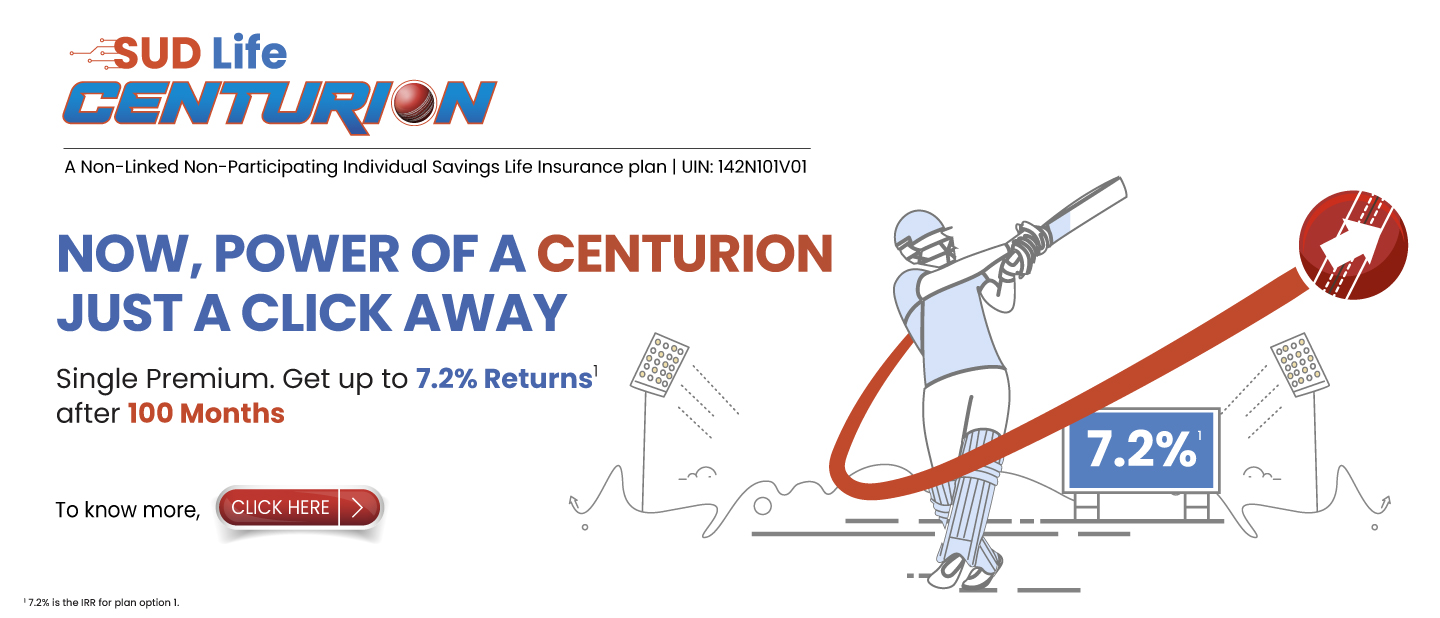 SUD Life
CENTURION
A Non-Linked Non-Participating Individual Savings Life Insurance plan | UIN: 142N101V01
NOW, POWER OF A CENTURION
JUST A CLICK AWAY
Single Premium. Get up to 7.2% Returns¹
after 100 Months
7.2%¹
To know more, CLICK HERE
¹ 7.2% is the IRR for plan option 1.